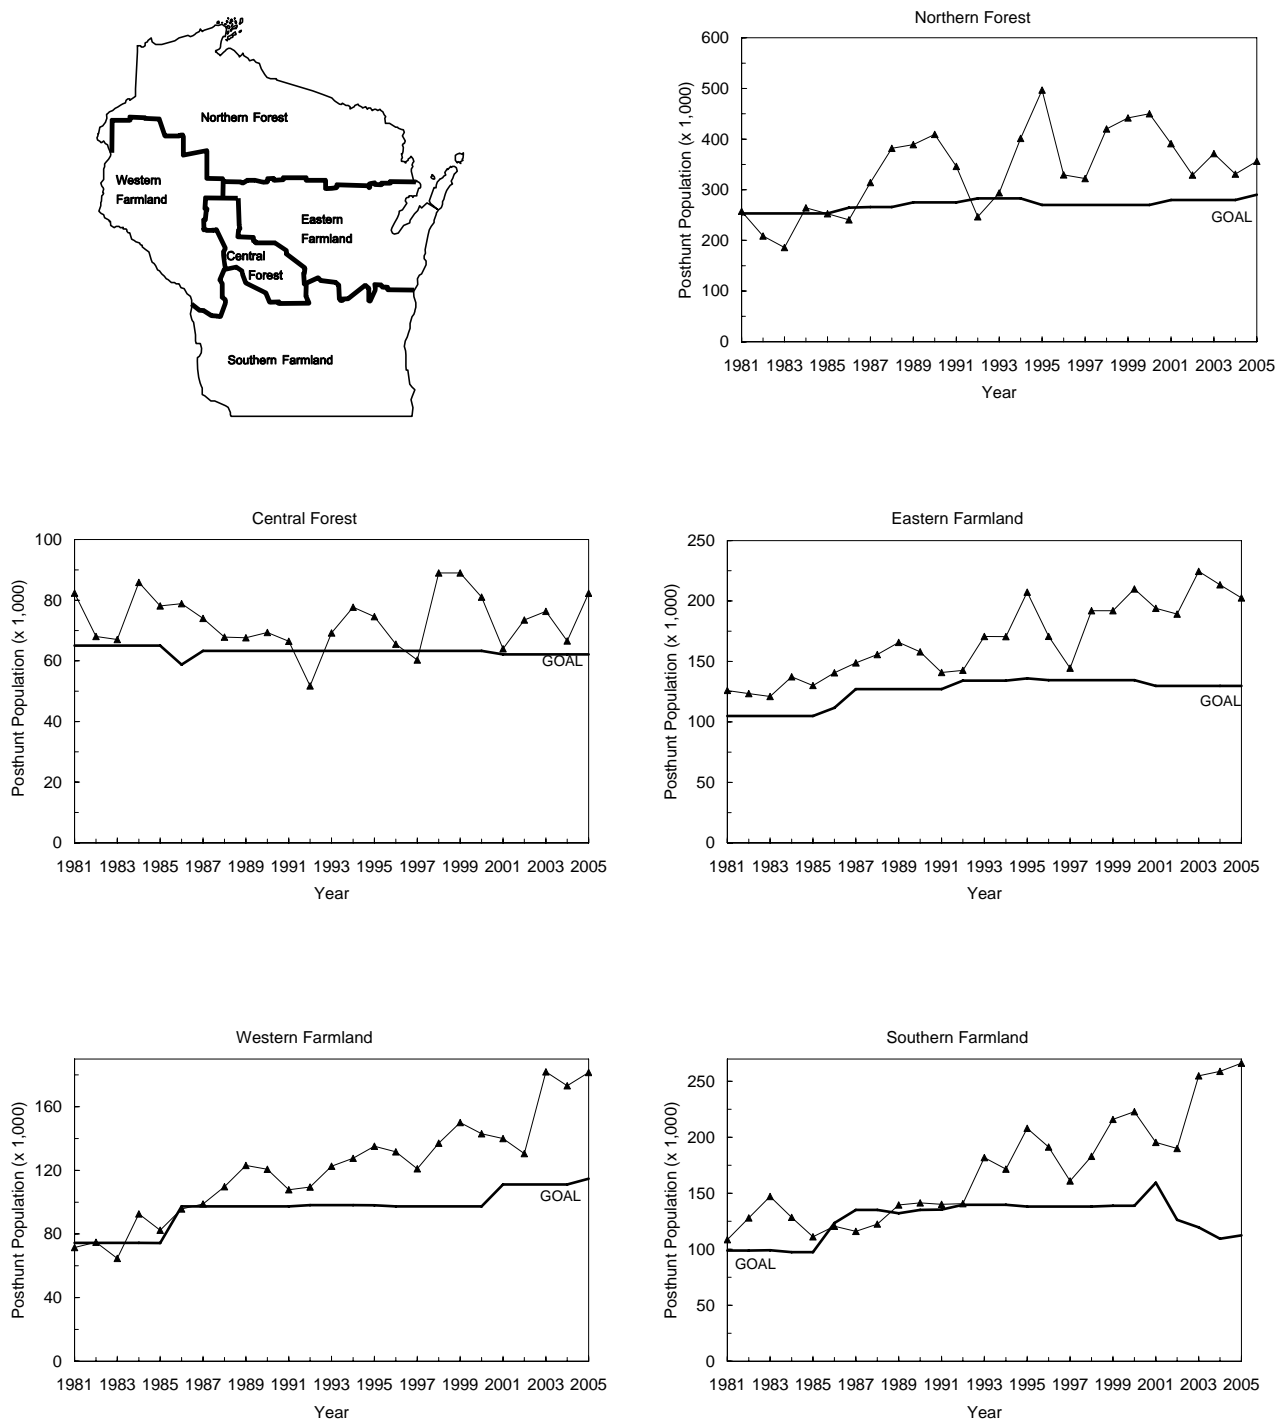 Northern Forest
Western
Farmland
Eastern
Farmland
Central
Forest
Southern Farmland
Northern Forest
Posthunt Population (x 1,000)
600
500
400
300
200
100
0
GOAL
1981 1983 1985 1987 1989 1991 1993 1995 1997 1999 2001 2003 2005
Year
Central Forest
Posthunt Population (x 1,000)
100
80
60
40
20
0
GOAL
1981 1983 1985 1987 1989 1991 1993 1995 1997 1999 2001 2003 2005
Year
Eastern Farmland
Posthunt Population (x 1,000)
250
200
150
100
50
0
GOAL
1981 1983 1985 1987 1989 1991 1993 1995 1997 1999 2001 2003 2005
Year
Western Farmland
Posthunt Population (x 1,000)
160
120
80
40
0
GOAL
1981 1983 1985 1987 1989 1991 1993 1995 1997 1999 2001 2003 2005
Year
Southern Farmland
Posthunt Population (x 1,000)
250
200
150
100
50
0
GOAL
1981 1983 1985 1987 1989 1991 1993 1995 1997 1999 2001 2003 2005
Year